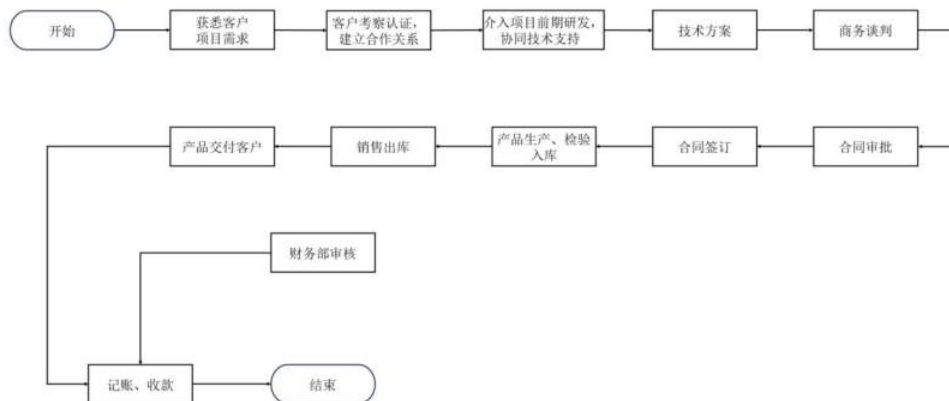 开始
获悉客户
项目需求
客户考察认证，
建立合作关系
介入项目前期研发，
协同技术支持
技术方案
商务谈判
产品交付客户
销售出库
产品生产、检验
入库
合同签订
合同审批
财务部审核
记账、收款
结束